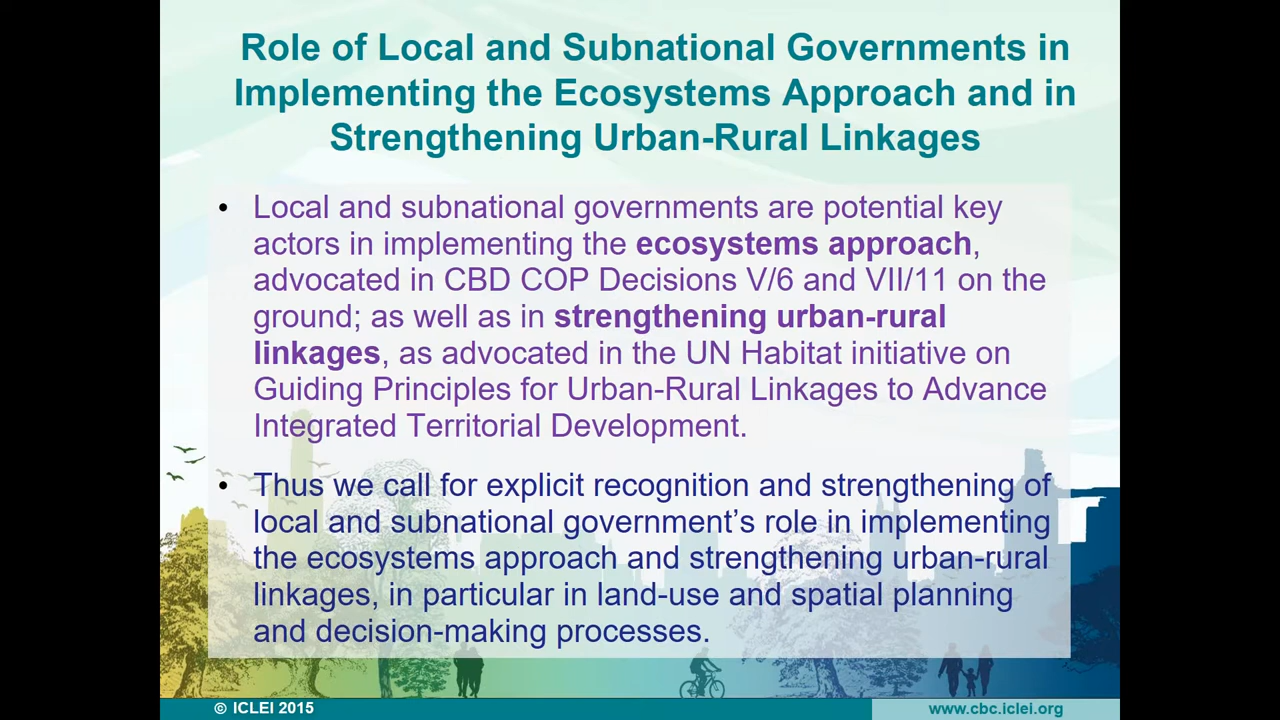 Role of Local and Subnational Governments in
Implementing the Ecosystems Approach and in
Strengthening Urban-Rural Linkages
• Local and subnational governments are potential key
actors in implementing the ecosystems approach,
advocated in CBD COP Decisions V/6 and VII/11 on the
ground; as well as in strengthening urban-rural
linkages, as advocated in the UN Habitat initiative on
Guiding Principles for Urban-Rural Linkages to Advance
Integrated Territorial Development.
• Thus we call for explicit recognition and strengthening of
local and subnational government’s role in implementing
the ecosystems approach and strengthening urban-rural
linkages, in particular in land-use and spatial planning
and decision-making processes.
© ICLEI 2015
www.cbc.iclei.org